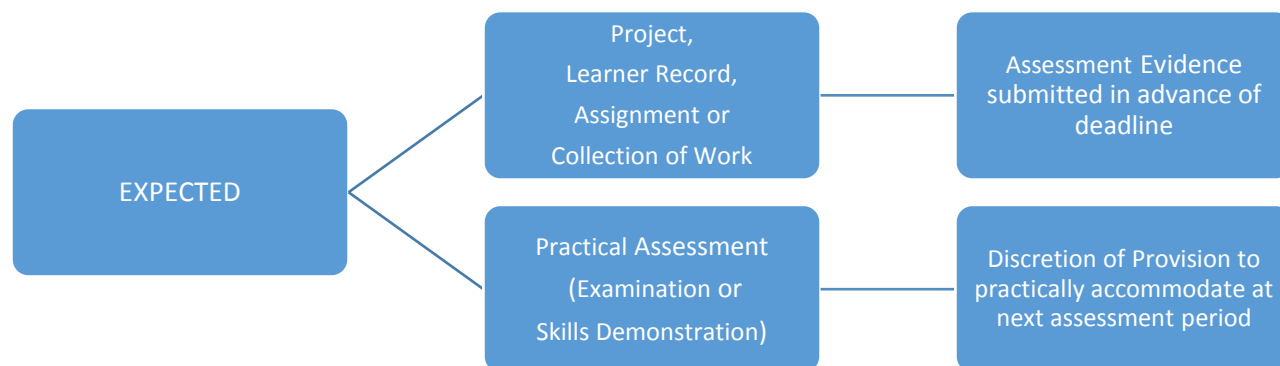 EXPECTED
Project,
Learner Record,
Assignment or
Collection of Work
Assessment Evidence
submitted in advance of
deadline
Practical Assessment
(Examination or
Skills Demonstration)
Discretion of Provision to
practically accommodate at
next assessment period